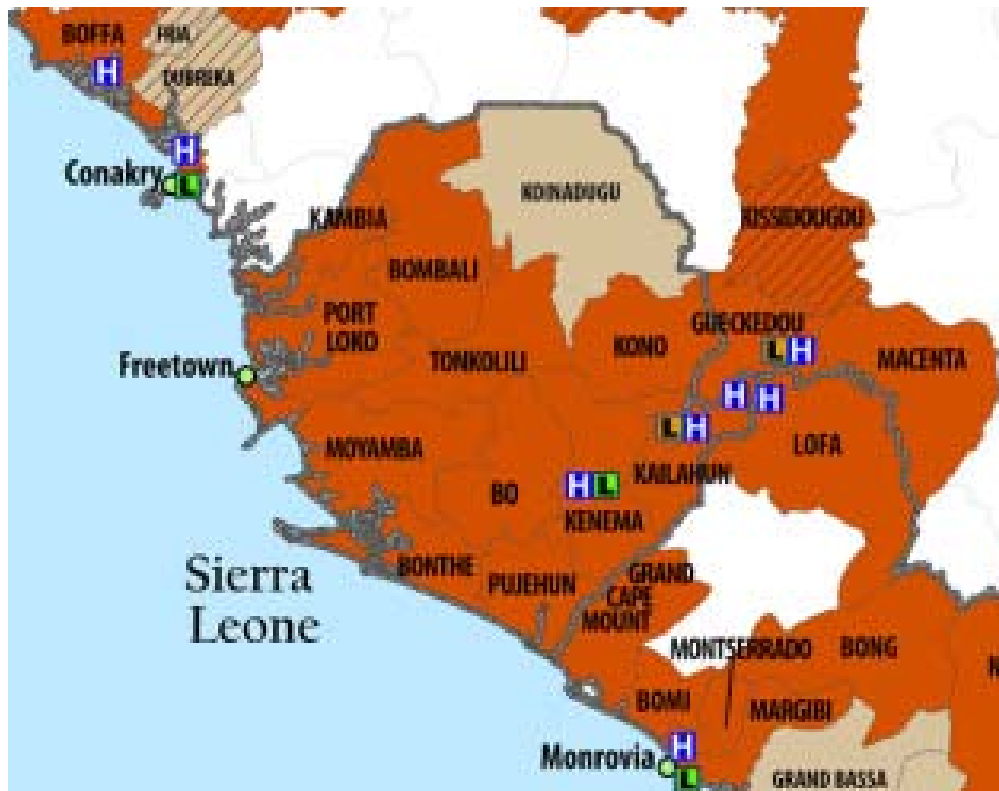 BOFFA
FRIA
DUBREKA
H
H
Conakry
L
KOINADUGU
KAMBIA
KISSIDOUGOU
BOMBALI
PORT
LOKO
GUECKEDOU
KONO
L H
MACENTA
TONKOLILI
Freetown
H
H
L H
LOFA
MOYAMBA
KAILAHUN
BO
H L
KENEMA
Sierra
Leone
BONTHE
PUJEHUN
GRAND
CAPE
MOUNT
MONTSERRADO
BONG
N
BOMI
MARGIBI
H
Monrovia
L
GRAND BASSA